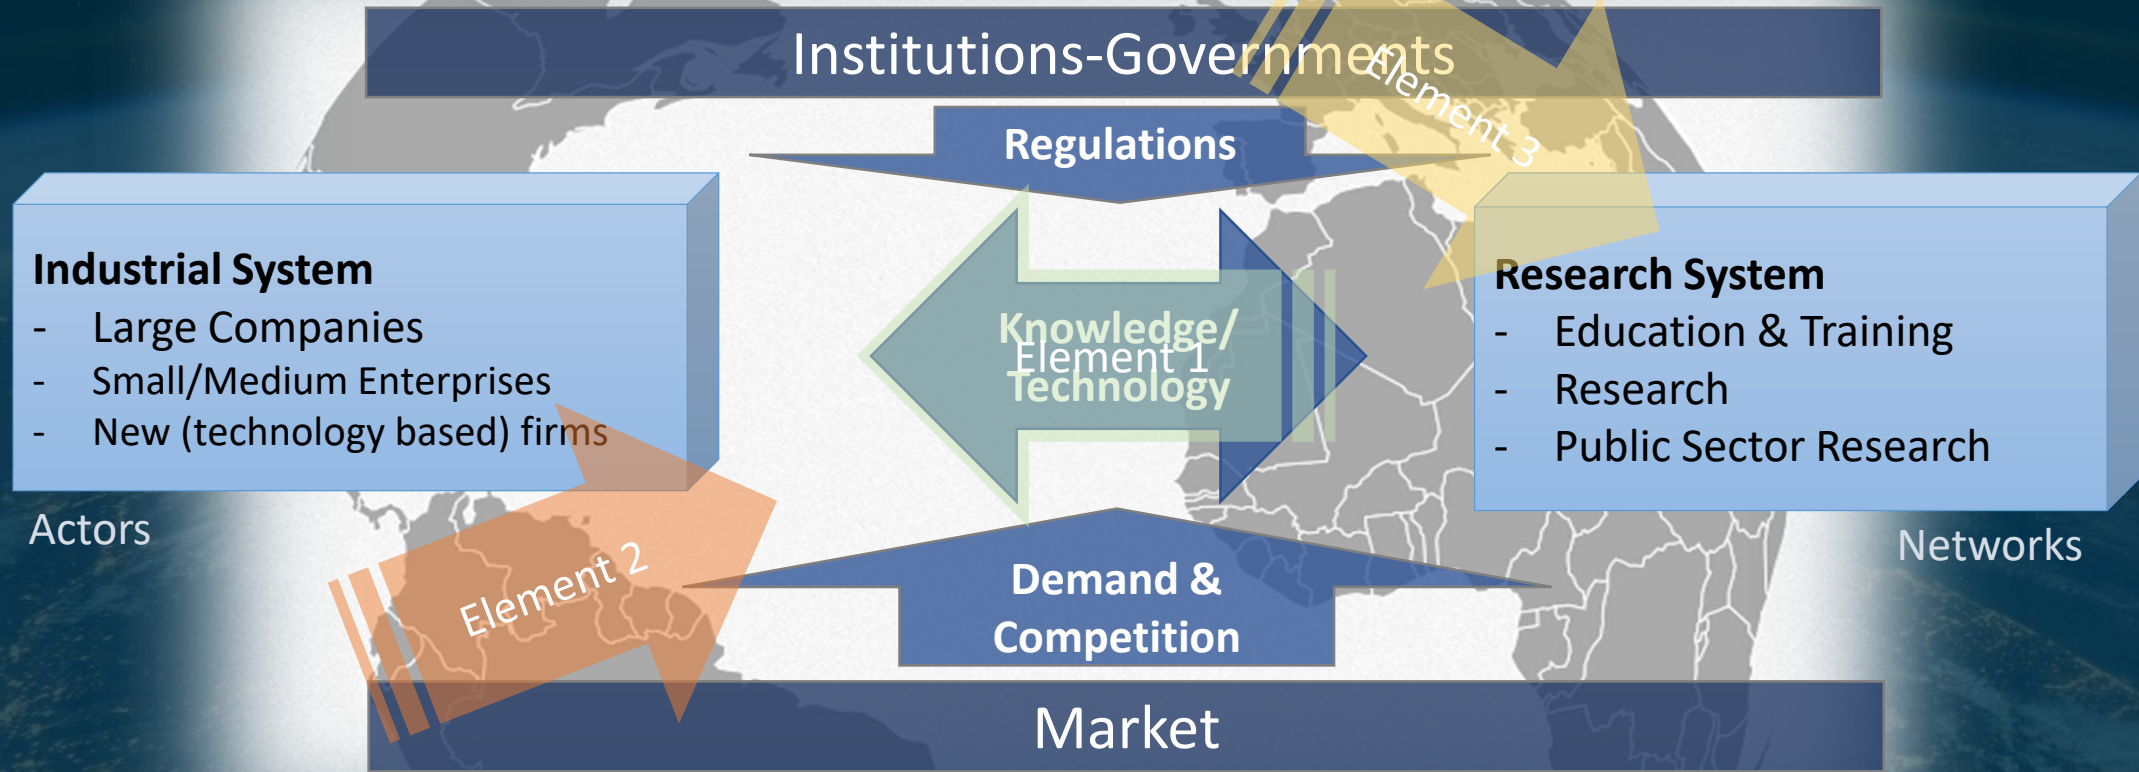 Institutions-Governments
Element 3
Regulations
Industrial System
- Large Companies
- Small/Medium Enterprises
- New (technology based) firms
Actors
Knowledge/
Technology
Element 1
Research System
- Education & Training
- Research
- Public Sector Research
Networks
Element 2
Demand &
Competition
Market